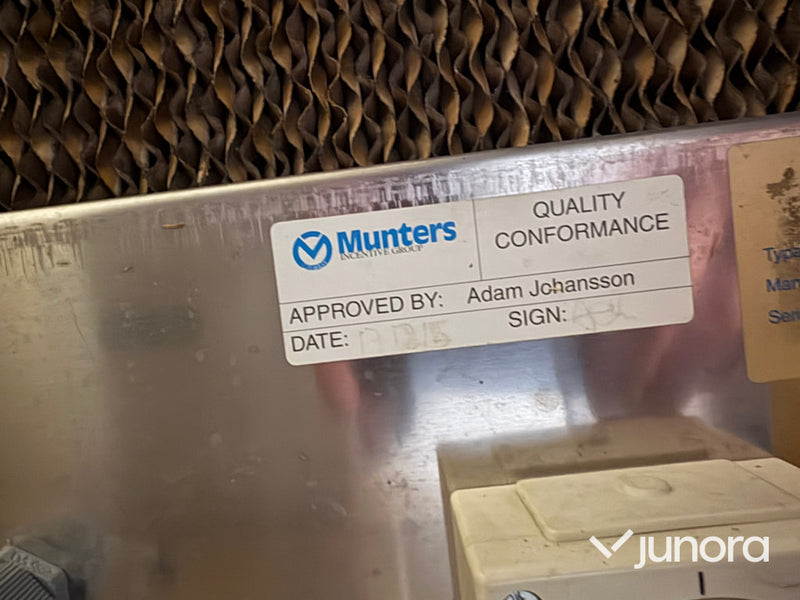 Munters
INCENTIVE GROUP
QUALITY
CONFORMANCE
APPROVED BY: Adam Johansson
DATE:
SIGN:
Type
Man
Seri
junora